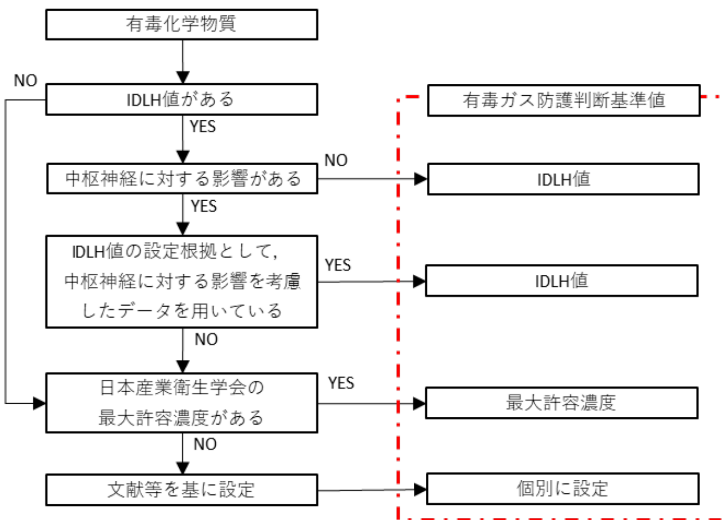 有毒化学物質
NO
IDLH値がある
有毒ガス防護判断基準値
YES
NO
中枢神経に対する影響がある
IDLH値
YES
IDLH値の設定根拠として，
中枢神経に対する影響を考慮
したデータを用いている
YES
IDLH値
NO
日本産業衛生学会の
最大許容濃度がある
YES
最大許容濃度
NO
文献等を基に設定
個別に設定